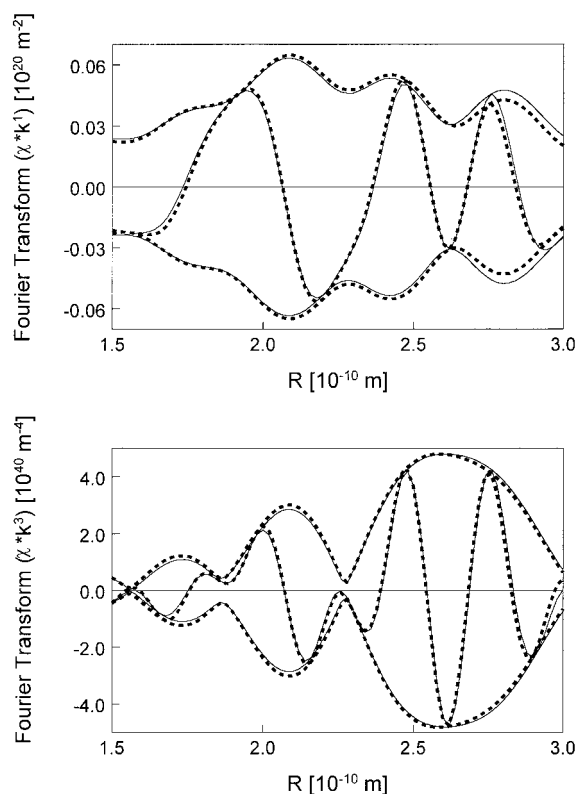 Fourier Transform (χ*k¹) [10²⁰ m⁻²]
0.06
0.03
0.00
-0.03
-0.06
1.5 2.0 2.5 3.0
R [10⁻¹⁰ m]
Fourier Transform (χ*k³) [10⁴⁰ m⁻⁴]
4.0
2.0
0.0
-2.0
-4.0
1.5 2.0 2.5 3.0
R [10⁻¹⁰ m]